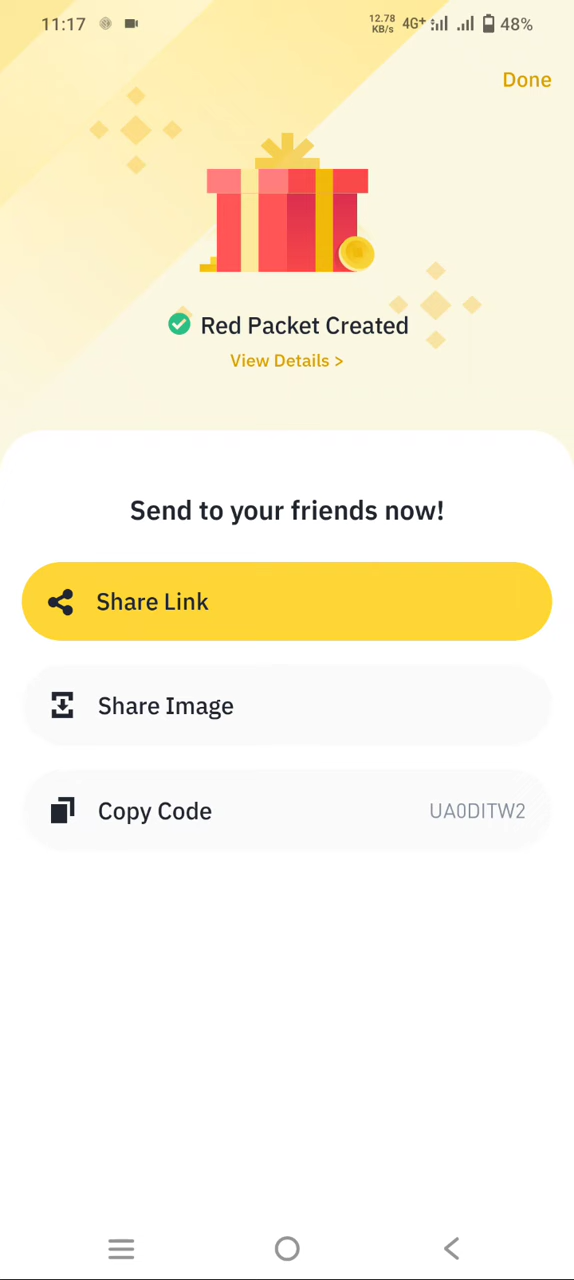 11:17
12.78 KB/s 4G+ 48%
Done
Red Packet Created
View Details >
Send to your friends now!
Share Link
Share Image
Copy Code UA0DITW2